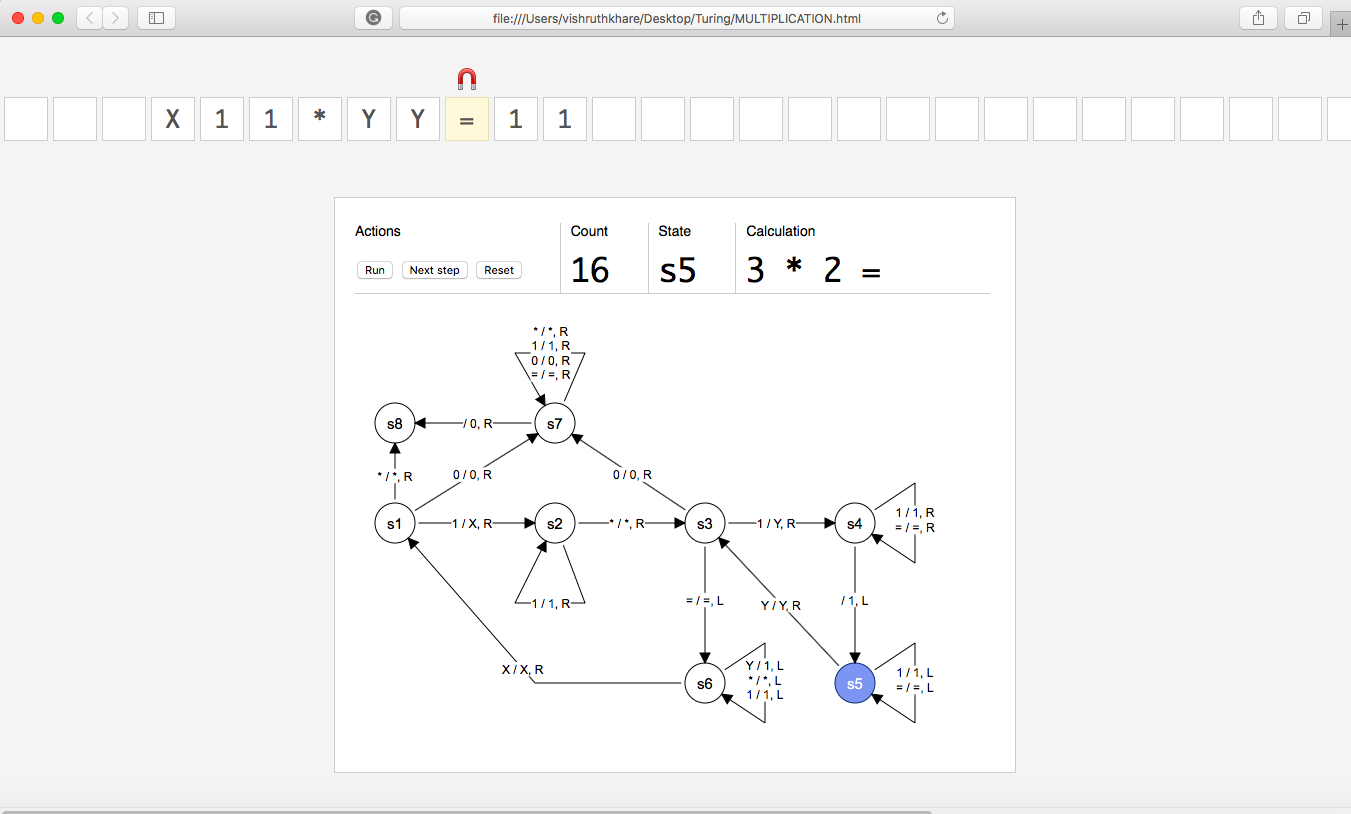 file:///Users/vishruthkhare/Desktop/Turing/MULTIPLICATION.html
X 1 1 * Y Y = 1 1
Actions Count State Calculation
Run Next step Reset 16 s5 3 * 2 =
* / *, R
1 / 1, R
0 / 0, R
= / =, R
s8 / 0, R s7
* / *, R 0 / 0, R 0 / 0, R
s1 1 / X, R s2 * / *, R s3 1 / Y, R s4
1 / 1, R
= / =, R
1 / 1, R = / =, L Y / Y, R / 1, L
X / X, R s6 s5
Y / 1, L
* / *, L
1 / 1, L
1 / 1, L
= / =, L